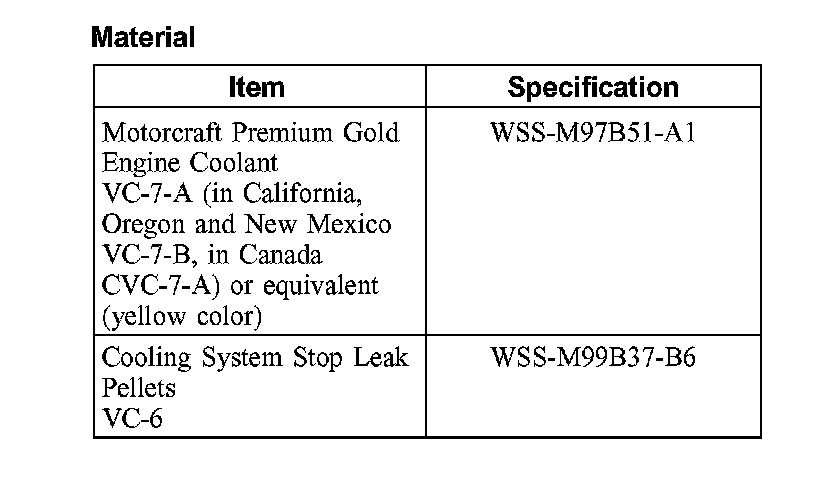 Material
Item Specification
Motorcraft Premium Gold WSS-M97B51-A1
Engine Coolant
VC-7-A (in California,
Oregon and New Mexico
VC-7-B, in Canada
CVC-7-A) or equivalent
(yellow color)
Cooling System Stop Leak WSS-M99B37-B6
Pellets
VC-6